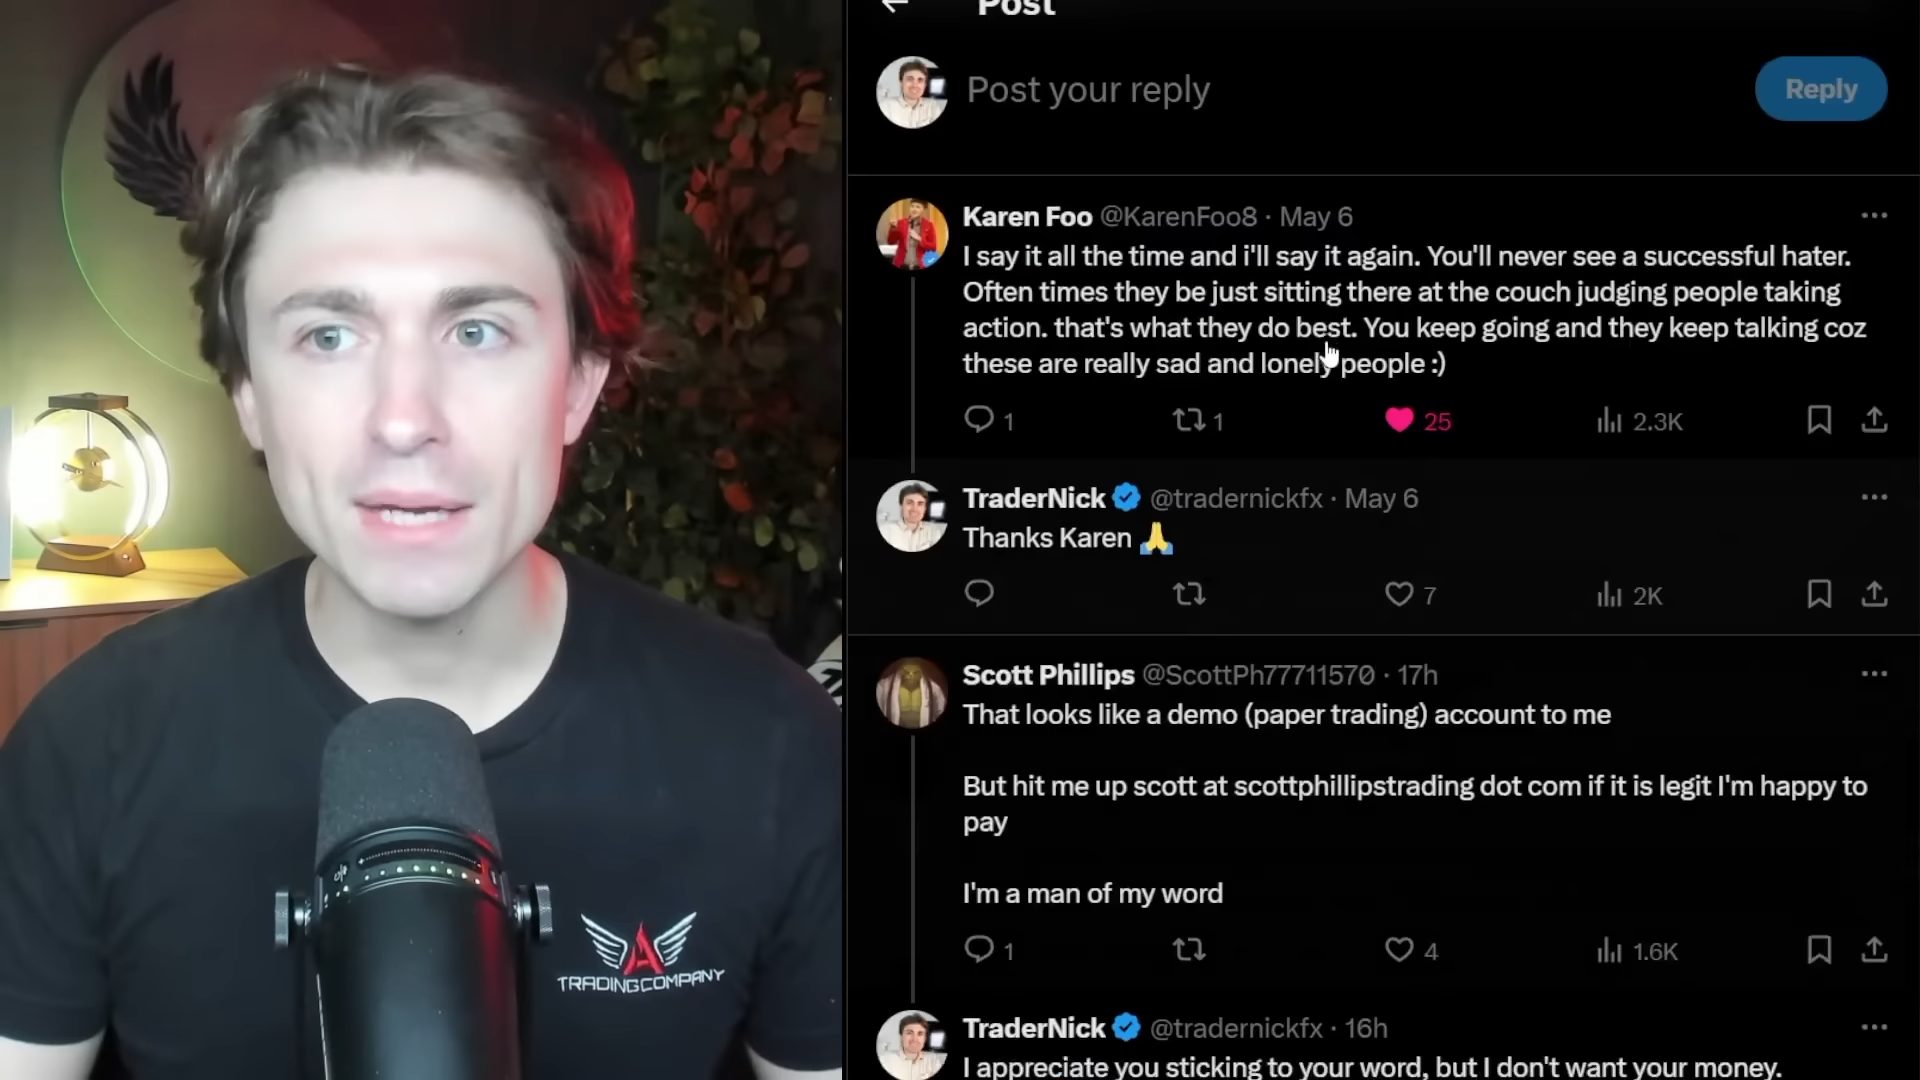 Post
Post your reply
Reply
Karen Foo @KarenFoo8 · May 6
I say it all the time and i'll say it again. You'll never see a successful hater.
Often times they be just sitting there at the couch judging people taking
action. that's what they do best. You keep going and they keep talking coz
these are really sad and lonely people :)
1 1 25 2.3K
TraderNick @tradernickfx · May 6
Thanks Karen 🙏
7 2K
Scott Phillips @ScottPh77711570 · 17h
That looks like a demo (paper trading) account to me
But hit me up scott at scottphillipstrading dot com if it is legit I'm happy to
pay
I'm a man of my word
1 4 1.6K
TraderNick @tradernickfx · 16h
I appreciate you sticking to your word, but I don't want your money.
A
TRADINGCOMPANY